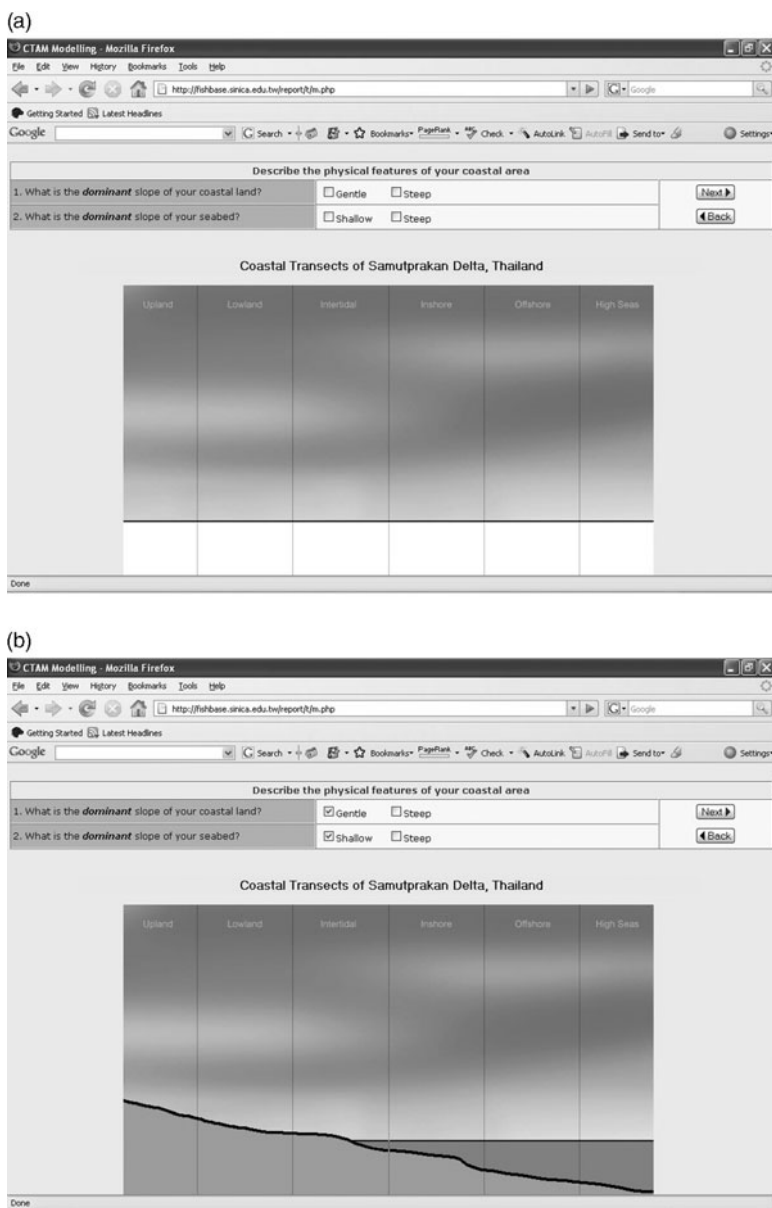 (a)
CTAM Modelling - Mozilla Firefox
File Edit View History Bookmarks Tools Help
http://fishbase.sinica.edu.tw/report/t/m.php Google
Getting Started Latest Headlines
Google Search Bookmarks PageRank Check AutoLink AutoFill Send to Settings
Describe the physical features of your coastal area
1. What is the dominant slope of your coastal land? Gentle Steep Next
2. What is the dominant slope of your seabed? Shallow Steep Back
Coastal Transects of Samutprakan Delta, Thailand
Upland Lowland Intertidal Inshore Offshore High Seas
Done
(b)
CTAM Modelling - Mozilla Firefox
File Edit View History Bookmarks Tools Help
http://fishbase.sinica.edu.tw/report/t/m.php Google
Getting Started Latest Headlines
Google Search Bookmarks PageRank Check AutoLink AutoFill Send to Settings
Describe the physical features of your coastal area
1. What is the dominant slope of your coastal land? Gentle Steep Next
2. What is the dominant slope of your seabed? Shallow Steep Back
Coastal Transects of Samutprakan Delta, Thailand
Upland Lowland Intertidal Inshore Offshore High Seas
Done